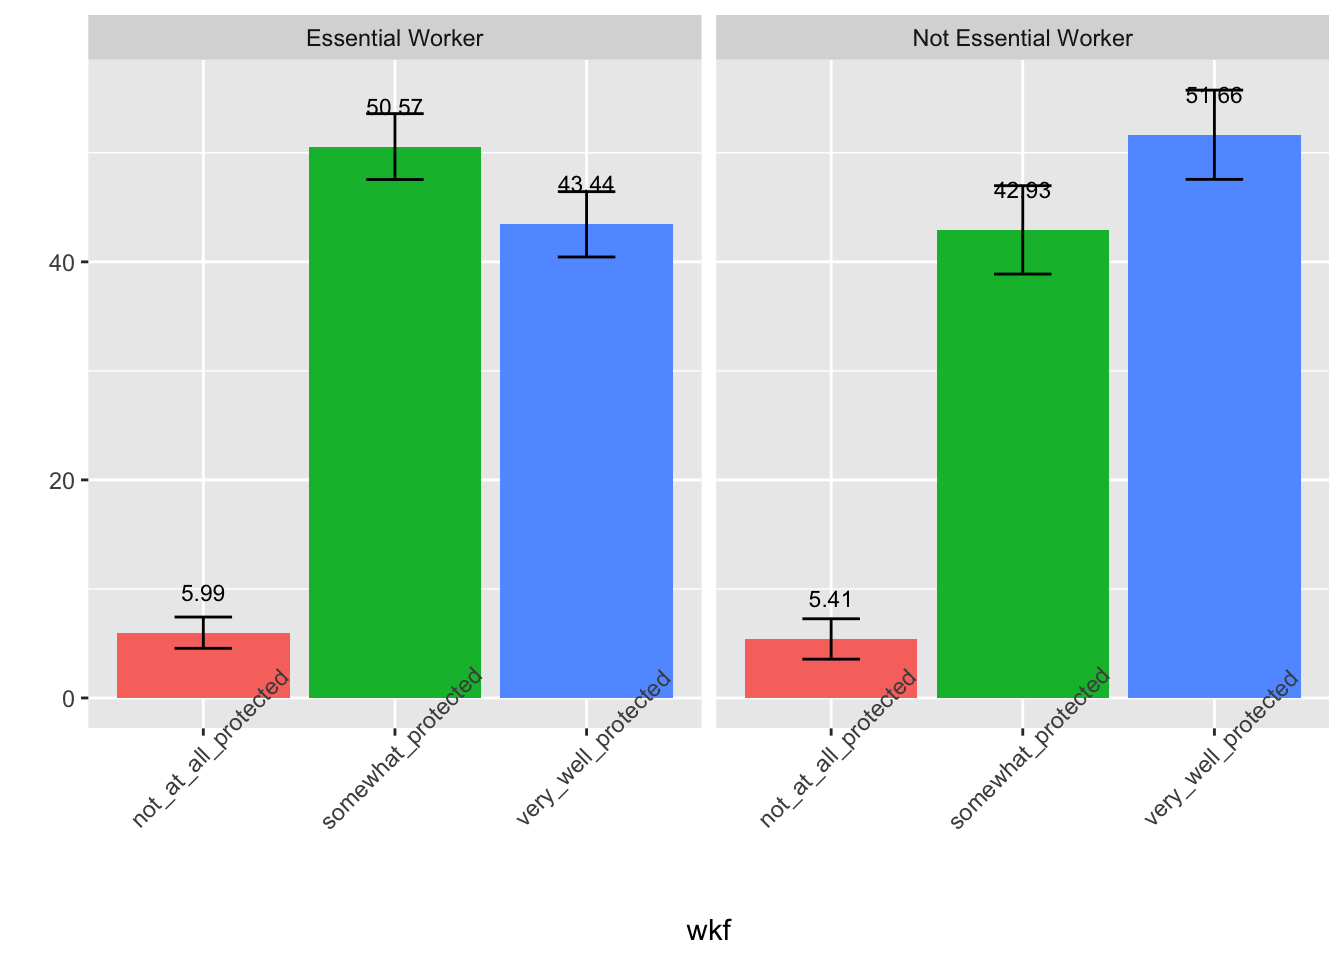 Essential Worker
Not Essential Worker
50.57
43.44
5.99
51.66
42.93
5.41
40
20
0
not_at_all_protected
somewhat_protected
very_well_protected
not_at_all_protected
somewhat_protected
very_well_protected
wkf